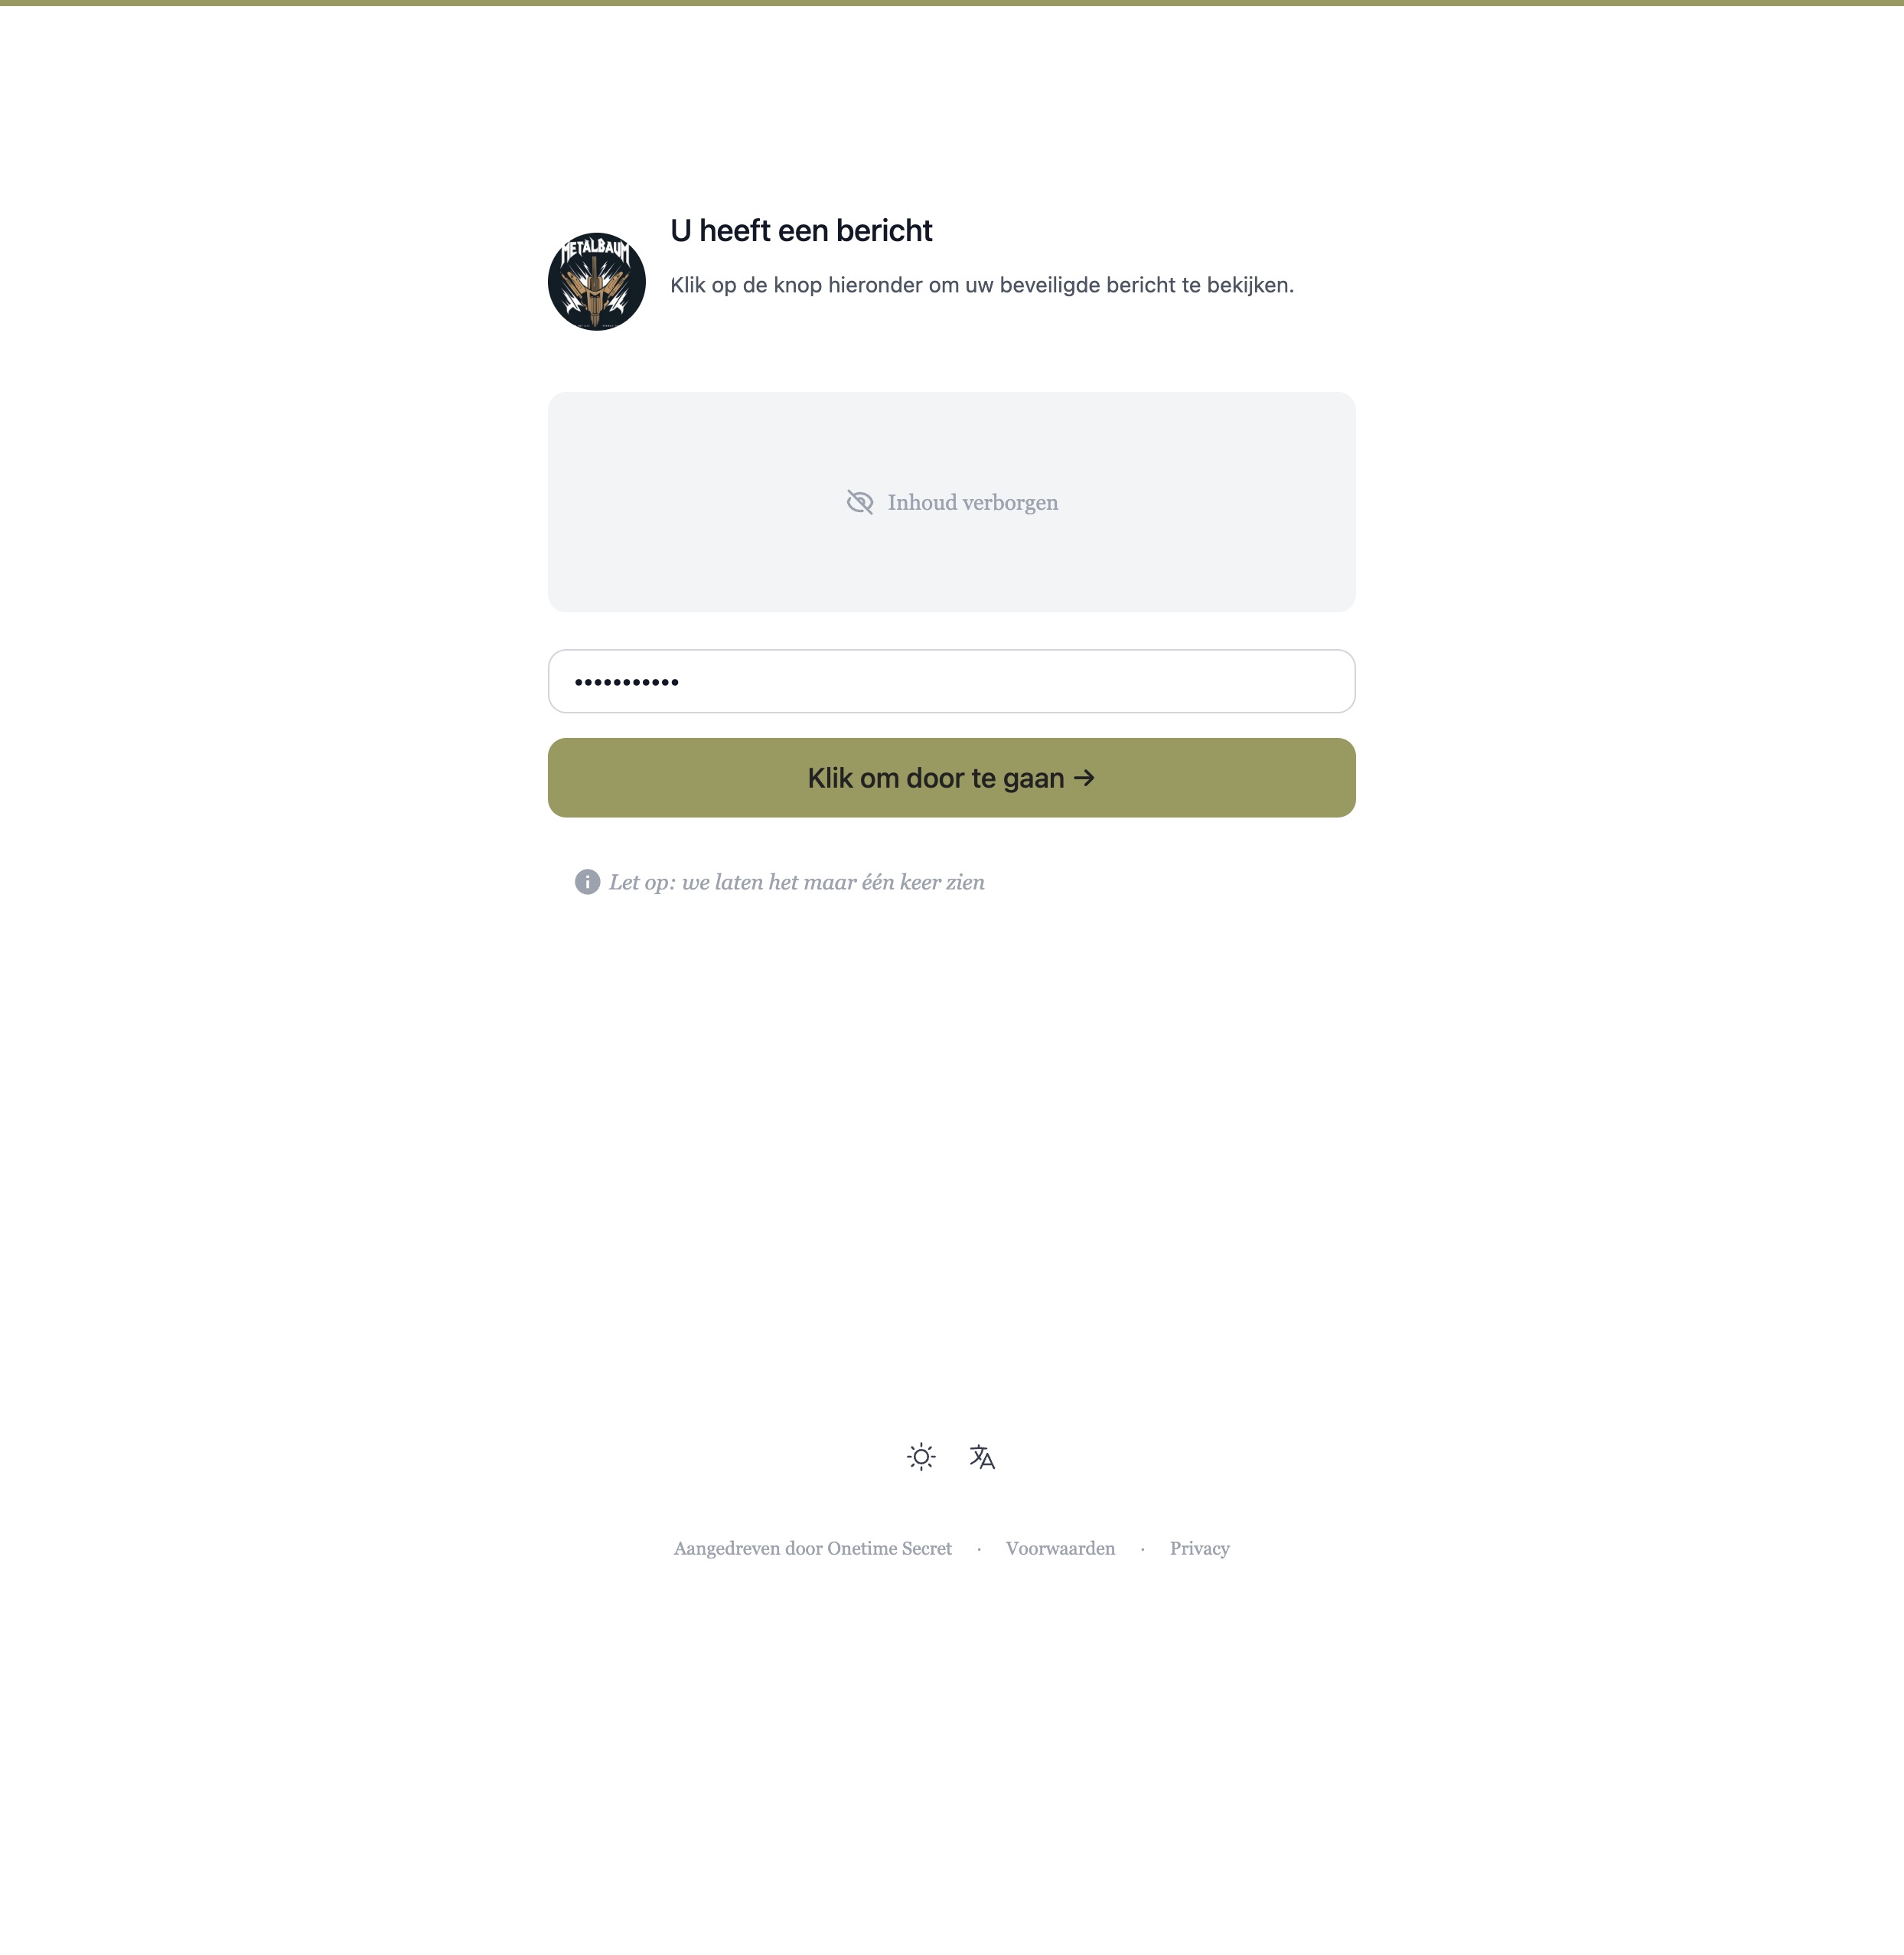 METALBAUM
U heeft een bericht
Klik op de knop hieronder om uw beveiligde bericht te bekijken.
Inhoud verborgen
•••••••••••
Klik om door te gaan →
Let op: we laten het maar één keer zien
Aangedreven door Onetime Secret · Voorwaarden · Privacy